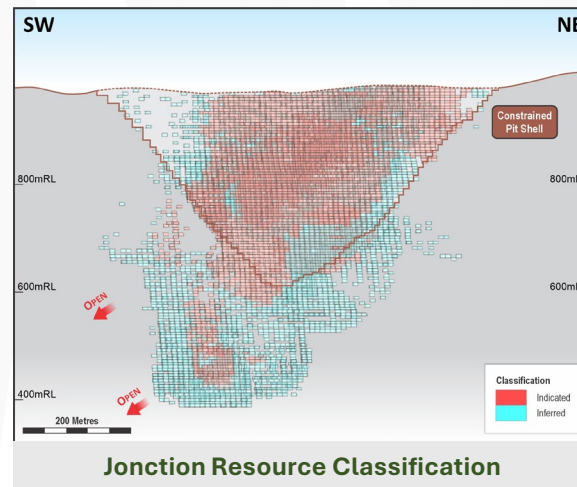 SW
NE
Constrained
Pit Shell
800mRL
800mRL
600mRL
600mRL
OPEN
400mRL
OPEN
200 Metres
Classification
Indicated
Inferred
Jonction Resource Classification